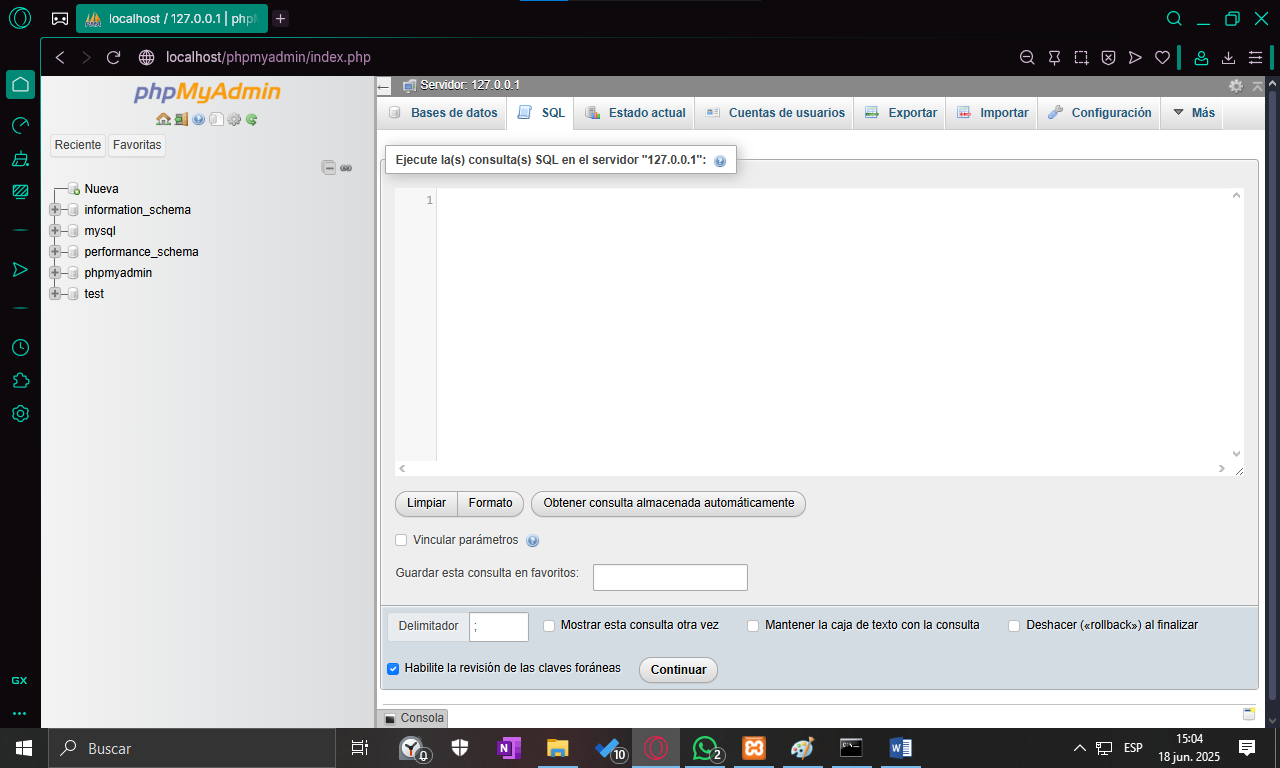 localhost / 127.0.0.1 | phpM
localhost/phpmyadmin/index.php
phpMyAdmin
Reciente
Favoritas
Nueva
information_schema
mysql
performance_schema
phpmyadmin
test
Servidor: 127.0.0.1
Bases de datos
SQL
Estado actual
Cuentas de usuarios
Exportar
Importar
Configuración
Más
Ejecute la(s) consulta(s) SQL en el servidor "127.0.0.1":
1
Limpiar
Formato
Obtener consulta almacenada automáticamente
Vincular parámetros
Guardar esta consulta en favoritos:
Delimitador
;
Mostrar esta consulta otra vez
Mantener la caja de texto con la consulta
Deshacer («rollback») al finalizar
Habilite la revisión de las claves foráneas
Continuar
Consola
GX
Buscar
0
N
10
2
W
ESP
15:04
18 jun. 2025